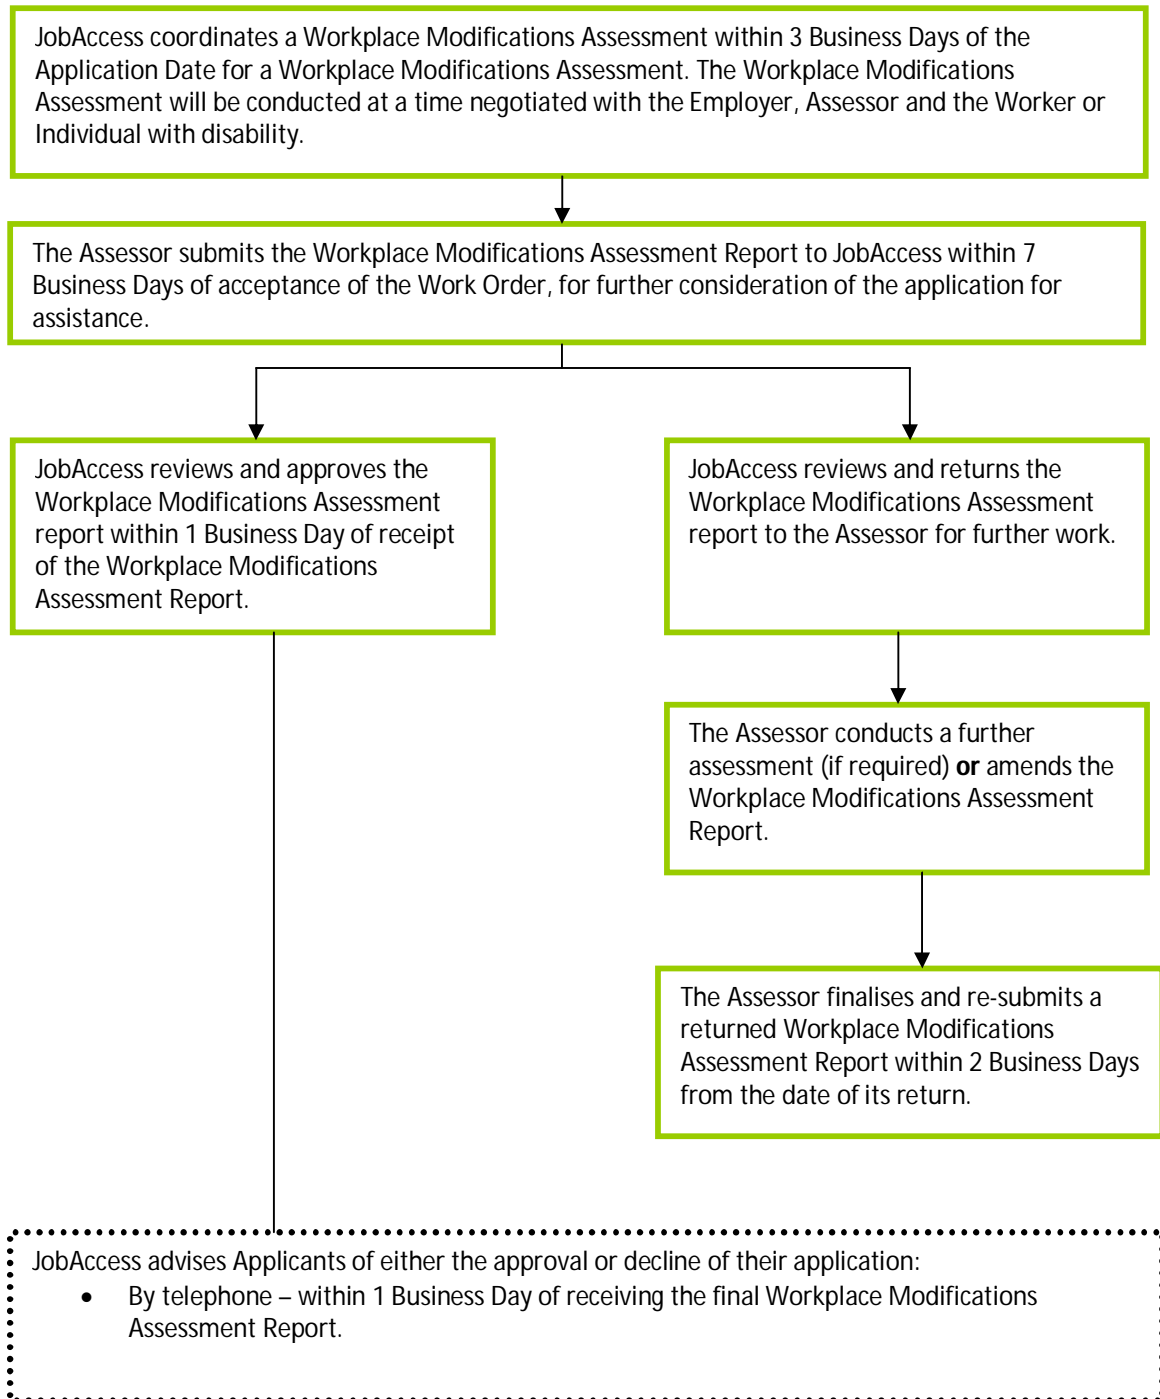 JobAccess coordinates a Workplace Modifications Assessment within 3 Business Days of the
Application Date for a Workplace Modifications Assessment. The Workplace Modifications
Assessment will be conducted at a time negotiated with the Employer, Assessor and the Worker or
Individual with disability.
The Assessor submits the Workplace Modifications Assessment Report to JobAccess within 7
Business Days of acceptance of the Work Order, for further consideration of the application for
assistance.
JobAccess reviews and approves the
Workplace Modifications Assessment
report within 1 Business Day of receipt
of the Workplace Modifications
Assessment Report.
JobAccess reviews and returns the
Workplace Modifications Assessment
report to the Assessor for further work.
The Assessor conducts a further
assessment (if required) or amends the
Workplace Modifications Assessment
Report.
The Assessor finalises and re-submits a
returned Workplace Modifications
Assessment Report within 2 Business Days
from the date of its return.
JobAccess advises Applicants of either the approval or decline of their application:
• By telephone – within 1 Business Day of receiving the final Workplace Modifications
Assessment Report.